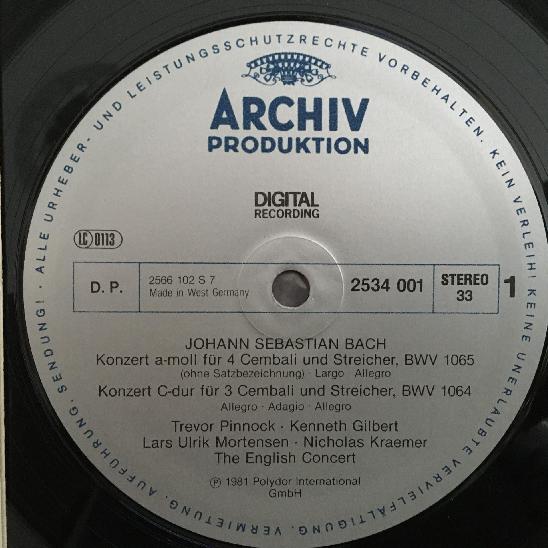 ALLE URHEBER- UND LEISTUNGSSCHUTZRECHTE VORBEHALTEN. KEIN VERLEIH! KEINE UNERLAUBTE VERVIELFÄLTIGUNG, VERMIETUNG, AUFFÜHRUNG, SENDUNG!
ARCHIV
PRODUKTION
DIGITAL
RECORDING
LC 0113
D. P.
2566 102 S 7
Made in West Germany
2534 001
STEREO
33
1
JOHANN SEBASTIAN BACH
Konzert a-moll für 4 Cembali und Streicher, BWV 1065
(ohne Satzbezeichnung) · Largo · Allegro
Konzert C-dur für 3 Cembali und Streicher, BWV 1064
Allegro · Adagio · Allegro
Trevor Pinnock · Kenneth Gilbert
Lars Ulrik Mortensen · Nicholas Kraemer
The English Concert
℗ 1981 Polydor International
GmbH